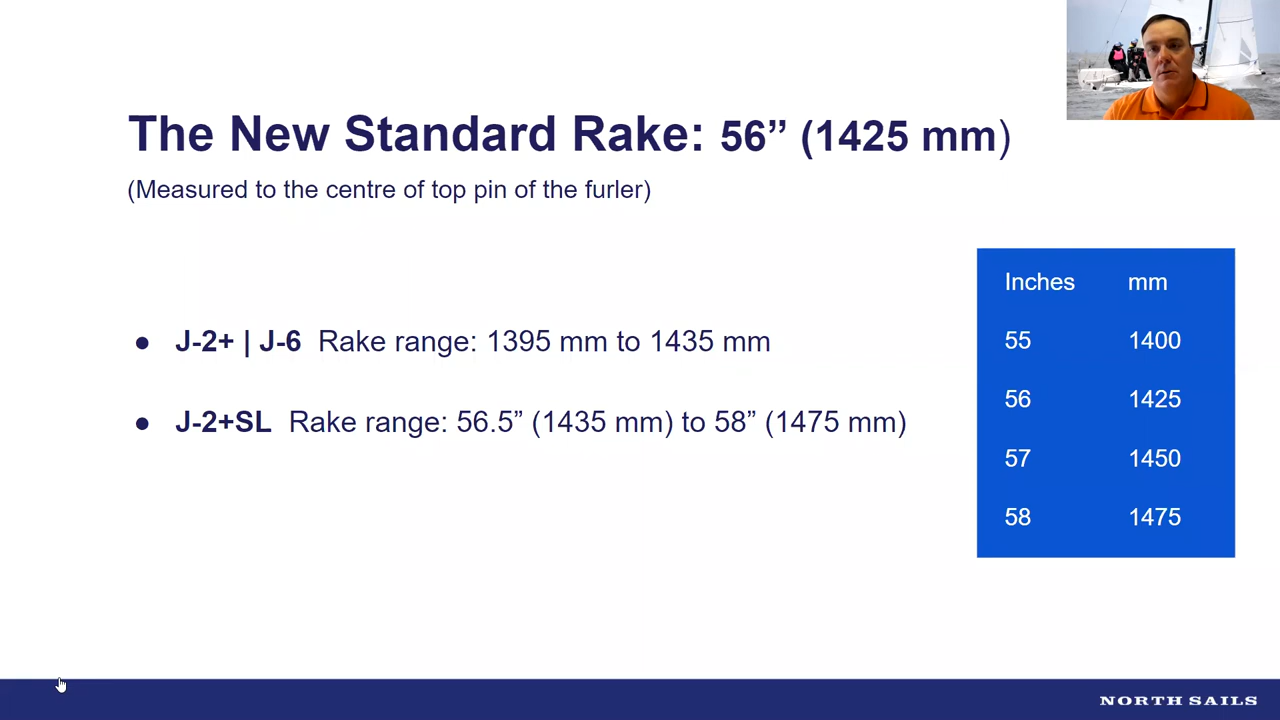 The New Standard Rake: 56” (1425 mm)
(Measured to the centre of top pin of the furler)
● J-2+ | J-6 Rake range: 1395 mm to 1435 mm
● J-2+SL Rake range: 56.5” (1435 mm) to 58” (1475 mm)
Inches mm
55 1400
56 1425
57 1450
58 1475
NORTH SAILS